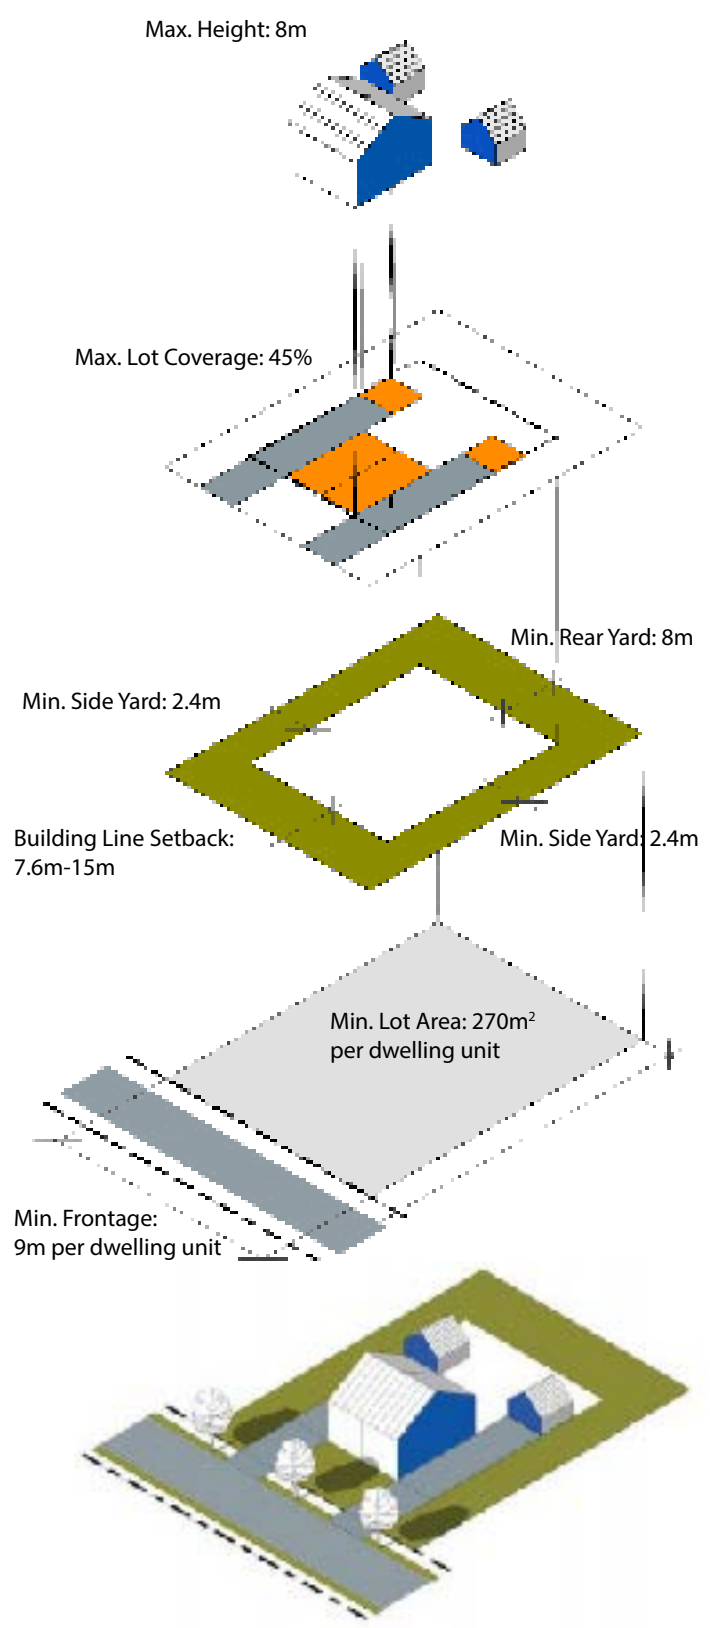 Max. Height: 8m
Max. Lot Coverage: 45%
Min. Rear Yard: 8m
Min. Side Yard: 2.4m
Building Line Setback:
7.6m-15m
Min. Side Yard: 2.4m
Min. Lot Area: 270m²
per dwelling unit
Min. Frontage:
9m per dwelling unit